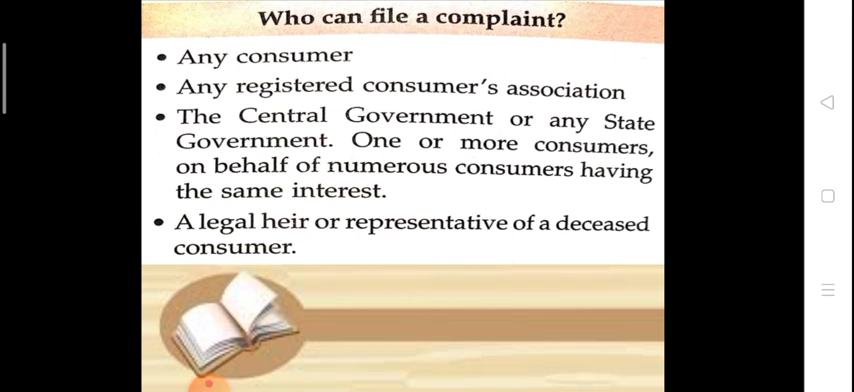 Who can file a complaint?
• Any consumer
• Any registered consumer's association
• The Central Government or any State
Government. One or more consumers,
on behalf of numerous consumers having
the same interest.
• A legal heir or representative of a deceased
consumer.